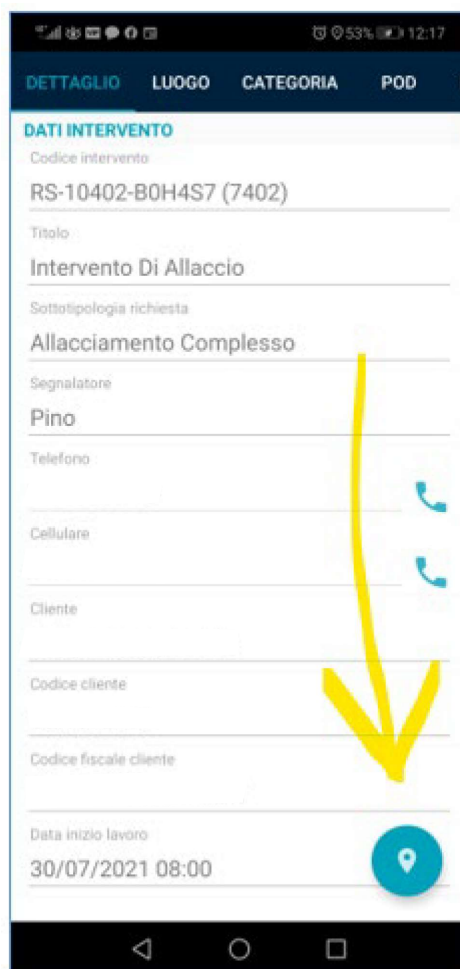 53% 12:17
DETTAGLIO LUOGO CATEGORIA POD
DATI INTERVENTO
Codice intervento
RS-10402-B0H4S7 (7402)
Titolo
Intervento Di Allaccio
Sottotipologia richiesta
Allacciamento Complesso
Segnalatore
Pino
Telefono
Cellulare
Cliente
Codice cliente
Codice fiscale cliente
Data inizio lavoro
30/07/2021 08:00